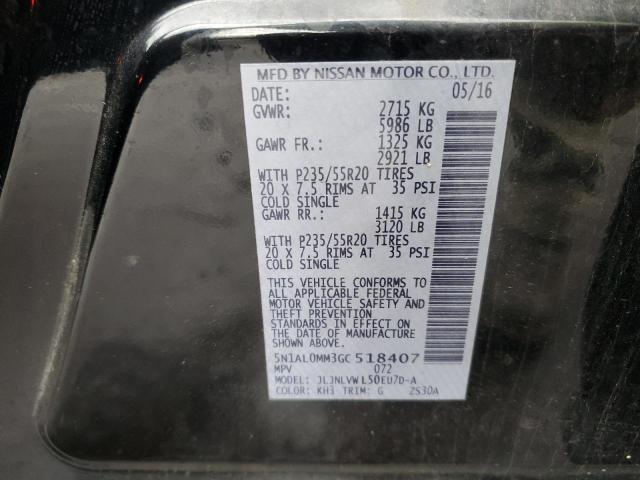 MFD BY NISSAN MOTOR CO., LTD.
DATE: 05/16
GVWR: 2715 KG
5986 LB
GAWR FR.: 1325 KG
2921 LB
WITH P235/55R20 TIRES
20 X 7.5 RIMS AT 35 PSI
COLD SINGLE
GAWR RR.: 1415 KG
3120 LB
WITH P235/55R20 TIRES
20 X 7.5 RIMS AT 35 PSI
COLD SINGLE
THIS VEHICLE CONFORMS TO
ALL APPLICABLE FEDERAL
MOTOR VEHICLE SAFETY AND
THEFT PREVENTION
STANDARDS IN EFFECT ON
THE DATE OF MANUFACTURE
SHOWN ABOVE.
5N1AL0MM3GC518407
MPV 072
MODEL: JLJNLVWL50EU7D-A
COLOR: KH3 TRIM: G ZS30A